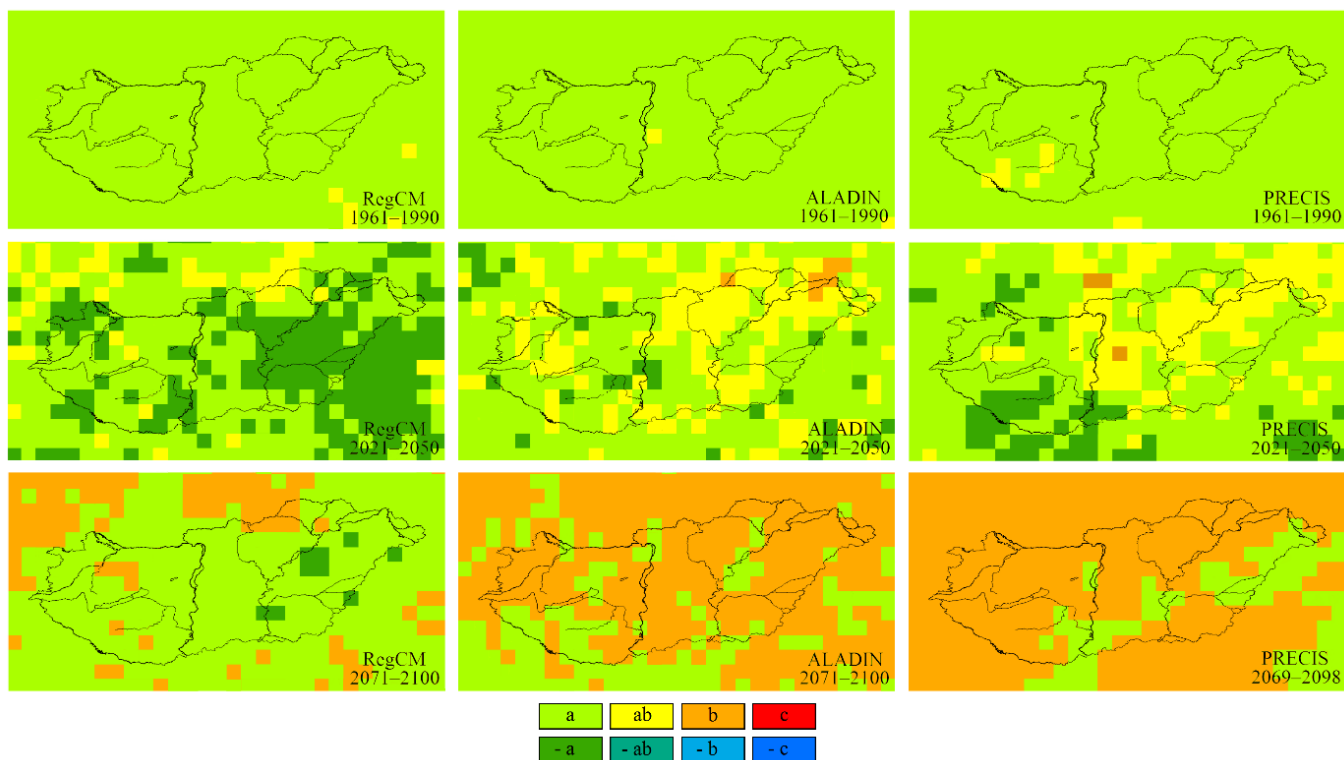 RegCM
1961–1990
ALADIN
1961–1990
PRECIS
1961–1990
RegCM
2021–2050
ALADIN
2021–2050
PRECIS
2021–2050
RegCM
2071–2100
ALADIN
2071–2100
PRECIS
2069–2098
a ab b c
- a - ab - b - c